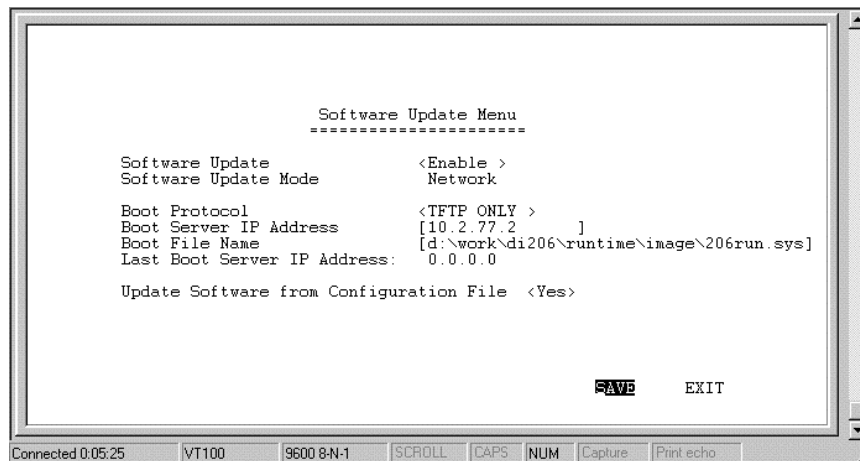 Software Update Menu
======================
Software Update <Enable >
Software Update Mode Network
Boot Protocol <TFTP ONLY >
Boot Server IP Address [10.2.77.2 ]
Boot File Name [d:\work\di206\runtime\image\206run.sys]
Last Boot Server IP Address: 0.0.0.0
Update Software from Configuration File <Yes>
SAVE EXIT
Connected 0:05:25 VT100 9600 8-N-1 SCROLL CAPS NUM Capture Print echo